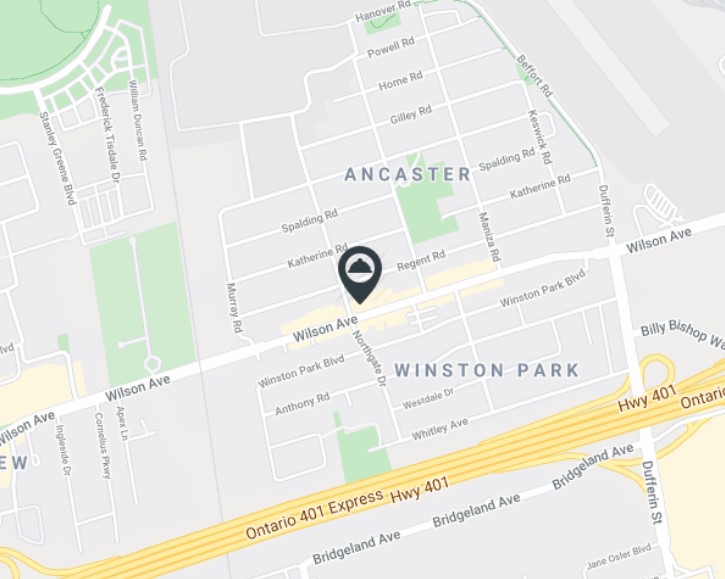 Hanover Rd
Powell Rd
Beffort Rd
Home Rd
William Duncan Rd
Frederick Tisdale Dr
Gilley Rd
Stanley Greene Blvd
Keswick Rd
Spalding Rd
ANCASTER
Katherine Rd
Dufferin St
Spalding Rd
Maniza Rd
Wilson Ave
Katherine Rd
Regent Rd
Murray Rd
Winston Park Blvd
Wilson Ave
Billy Bishop Wa
lvd
Northgate Dr
Winston Park Blvd
WINSTON PARK
Wilson Ave
Westdale Dr
Anthony Rd
Hwy 401
Ontario
Wilson Ave
Apex Ln
Cornelius Pkwy
Ingleside Dr
Whitley Ave
EW
Bridgeland Ave
Hwy 401
Ontario 401 Express
Dufferin St
Bridgeland Ave
Bridgeland Ave
Jane Osler Blvd